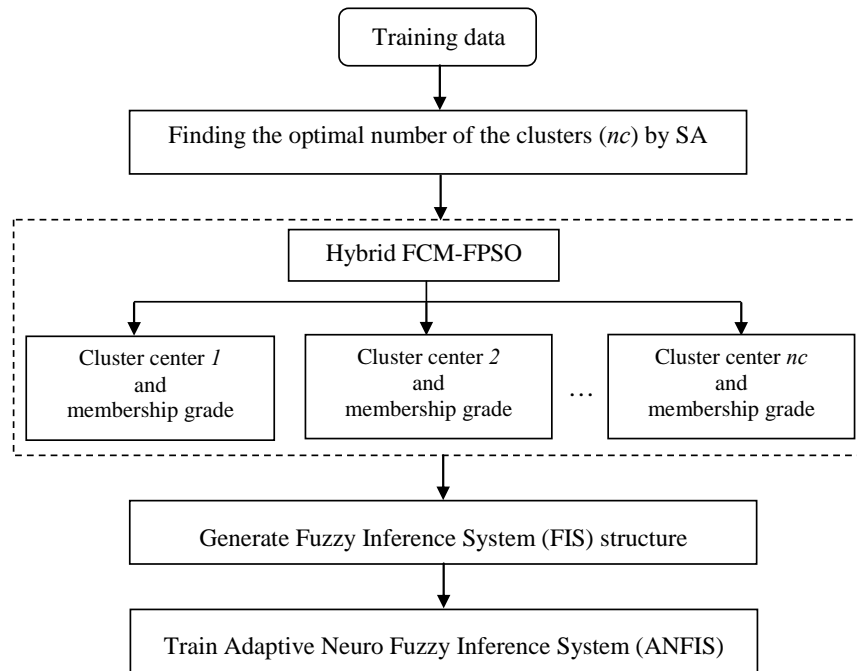 Training data
Finding the optimal number of the clusters (nc) by SA
Hybrid FCM-FPSO
Cluster center 1
and
membership grade
Cluster center 2
and
membership grade
…
Cluster center nc
and
membership grade
Generate Fuzzy Inference System (FIS) structure
Train Adaptive Neuro Fuzzy Inference System (ANFIS)